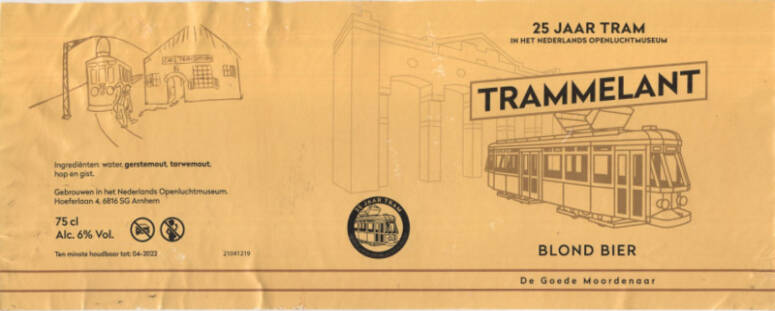 Ingrediënten: water, gerstemout, tarwemout,
hop en gist.
Gebrouwen in het Nederlands Openluchtmuseum.
Hoeferlaan 4, 6816 SG Arnhem
75 cl
Alc. 6% Vol.
Ten minste houdbaar tot: 04-2022
21041219
25 JAAR TRAM
25 JAAR TRAM
IN HET NEDERLANDS OPENLUCHTMUSEUM
TRAMMELANT
BLOND BIER
De Goede Moordenaar